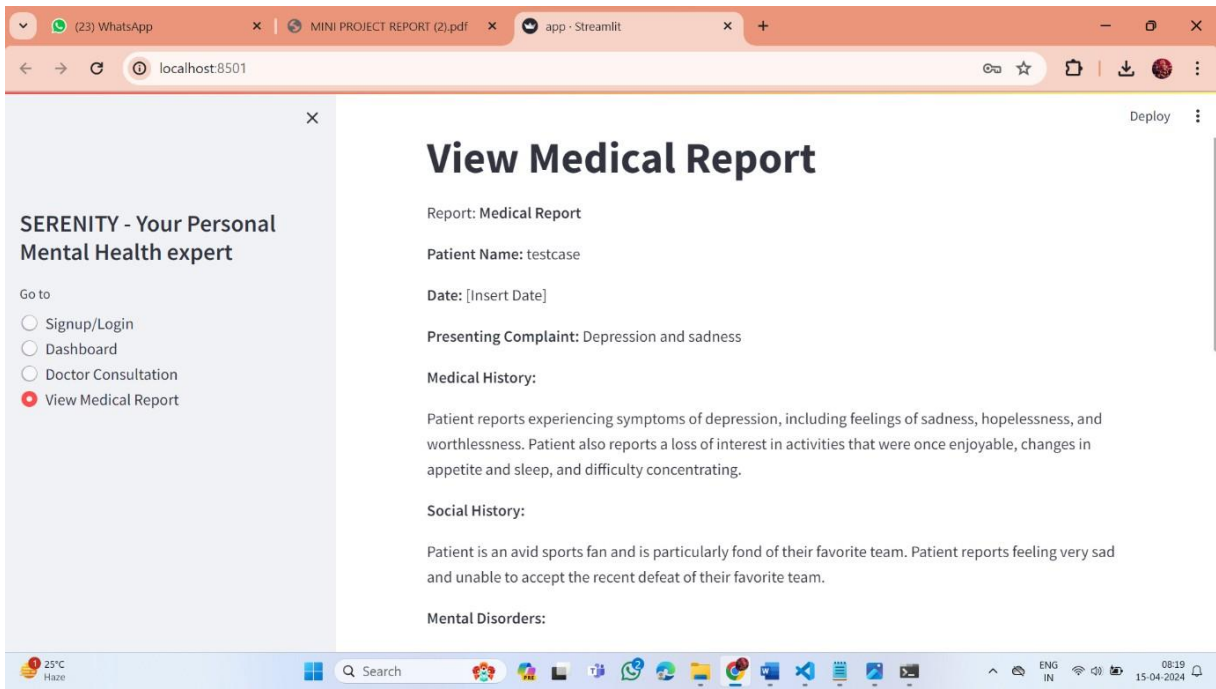 (23) WhatsApp
MINI PROJECT REPORT (2).pdf
app · Streamlit
localhost:8501
Deploy
View Medical Report
SERENITY - Your Personal
Mental Health expert
Go to
Signup/Login
Dashboard
Doctor Consultation
View Medical Report
Report: Medical Report
Patient Name: testcase
Date: [Insert Date]
Presenting Complaint: Depression and sadness
Medical History:
Patient reports experiencing symptoms of depression, including feelings of sadness, hopelessness, and
worthlessness. Patient also reports a loss of interest in activities that were once enjoyable, changes in
appetite and sleep, and difficulty concentrating.
Social History:
Patient is an avid sports fan and is particularly fond of their favorite team. Patient reports feeling very sad
and unable to accept the recent defeat of their favorite team.
Mental Disorders:
1
25°C
Haze
Search
ENG
IN
08:19
15-04-2024